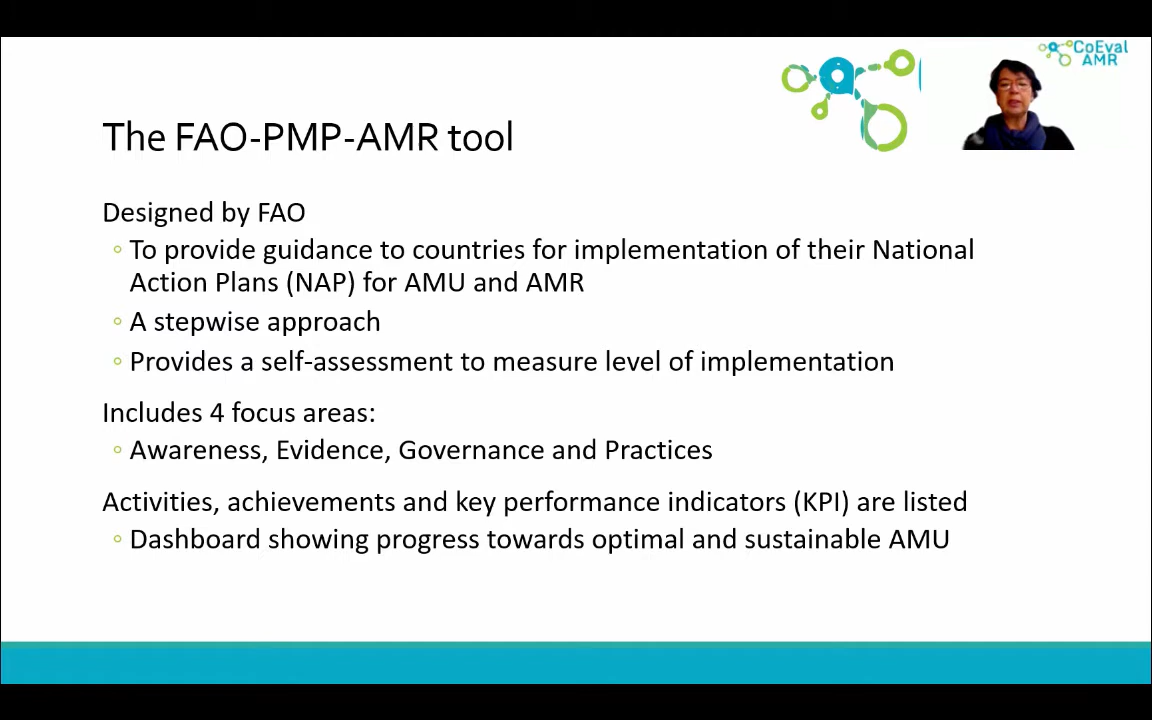 CoEval
AMR
The FAO-PMP-AMR tool
Designed by FAO
To provide guidance to countries for implementation of their National
Action Plans (NAP) for AMU and AMR
A stepwise approach
Provides a self-assessment to measure level of implementation
Includes 4 focus areas:
Awareness, Evidence, Governance and Practices
Activities, achievements and key performance indicators (KPI) are listed
Dashboard showing progress towards optimal and sustainable AMU